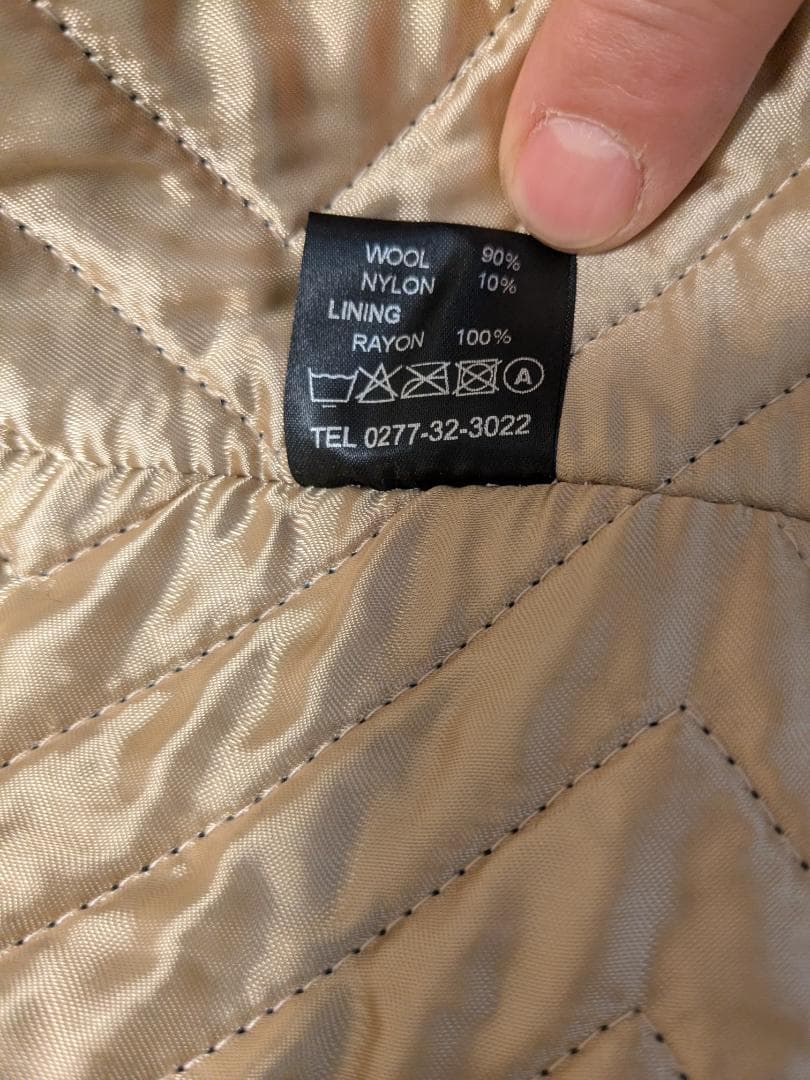 WOOL 90%
NYLON 10%
LINING
RAYON 100%
A
TEL 0277-32-3022